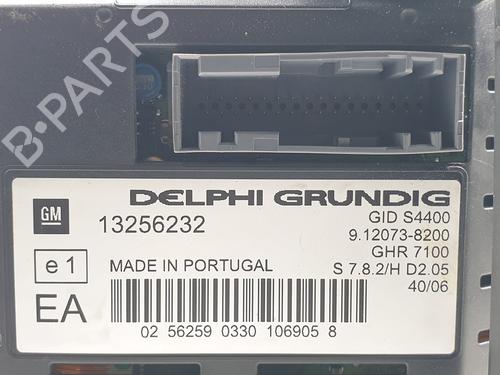 B-PARTS
DELPHI GRUNDIG
GM
13256232
GID S4400
9.12073-8200
GHR 7100
e1
MADE IN PORTUGAL
S 7.8.2/H D2.05
40/06
EA
02 56259 0330 106905 8